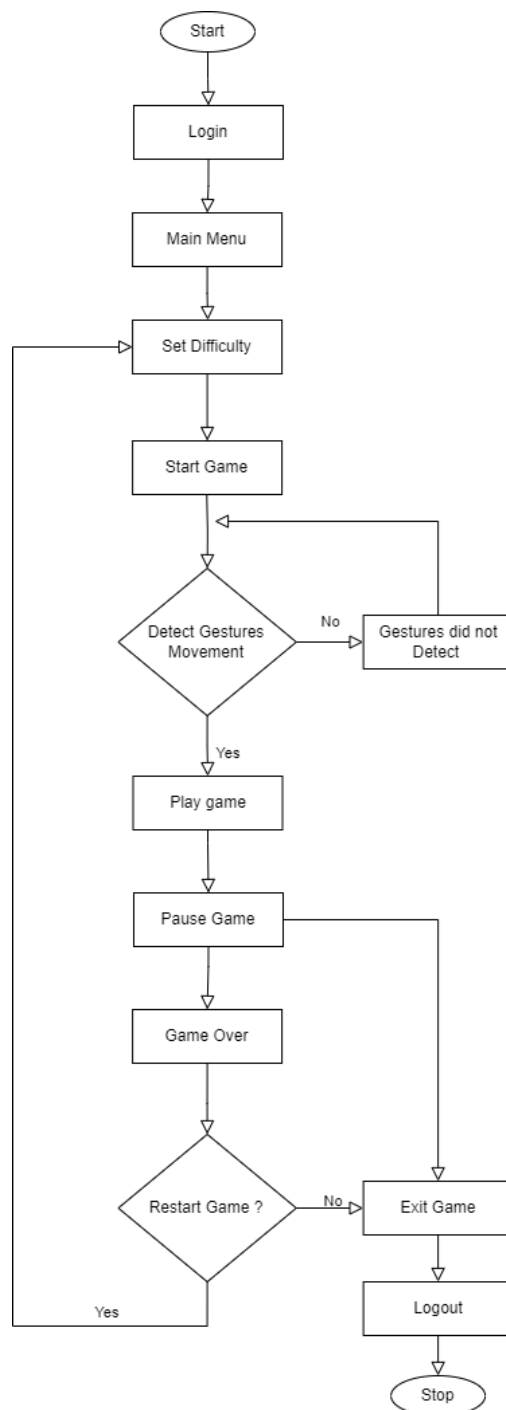 Start
Login
Main Menu
Set Difficulty
Start Game
Detect Gestures
Movement
No
Gestures did not
Detect
Yes
Play game
Pause Game
Game Over
Restart Game ?
No
Exit Game
Yes
Logout
Stop